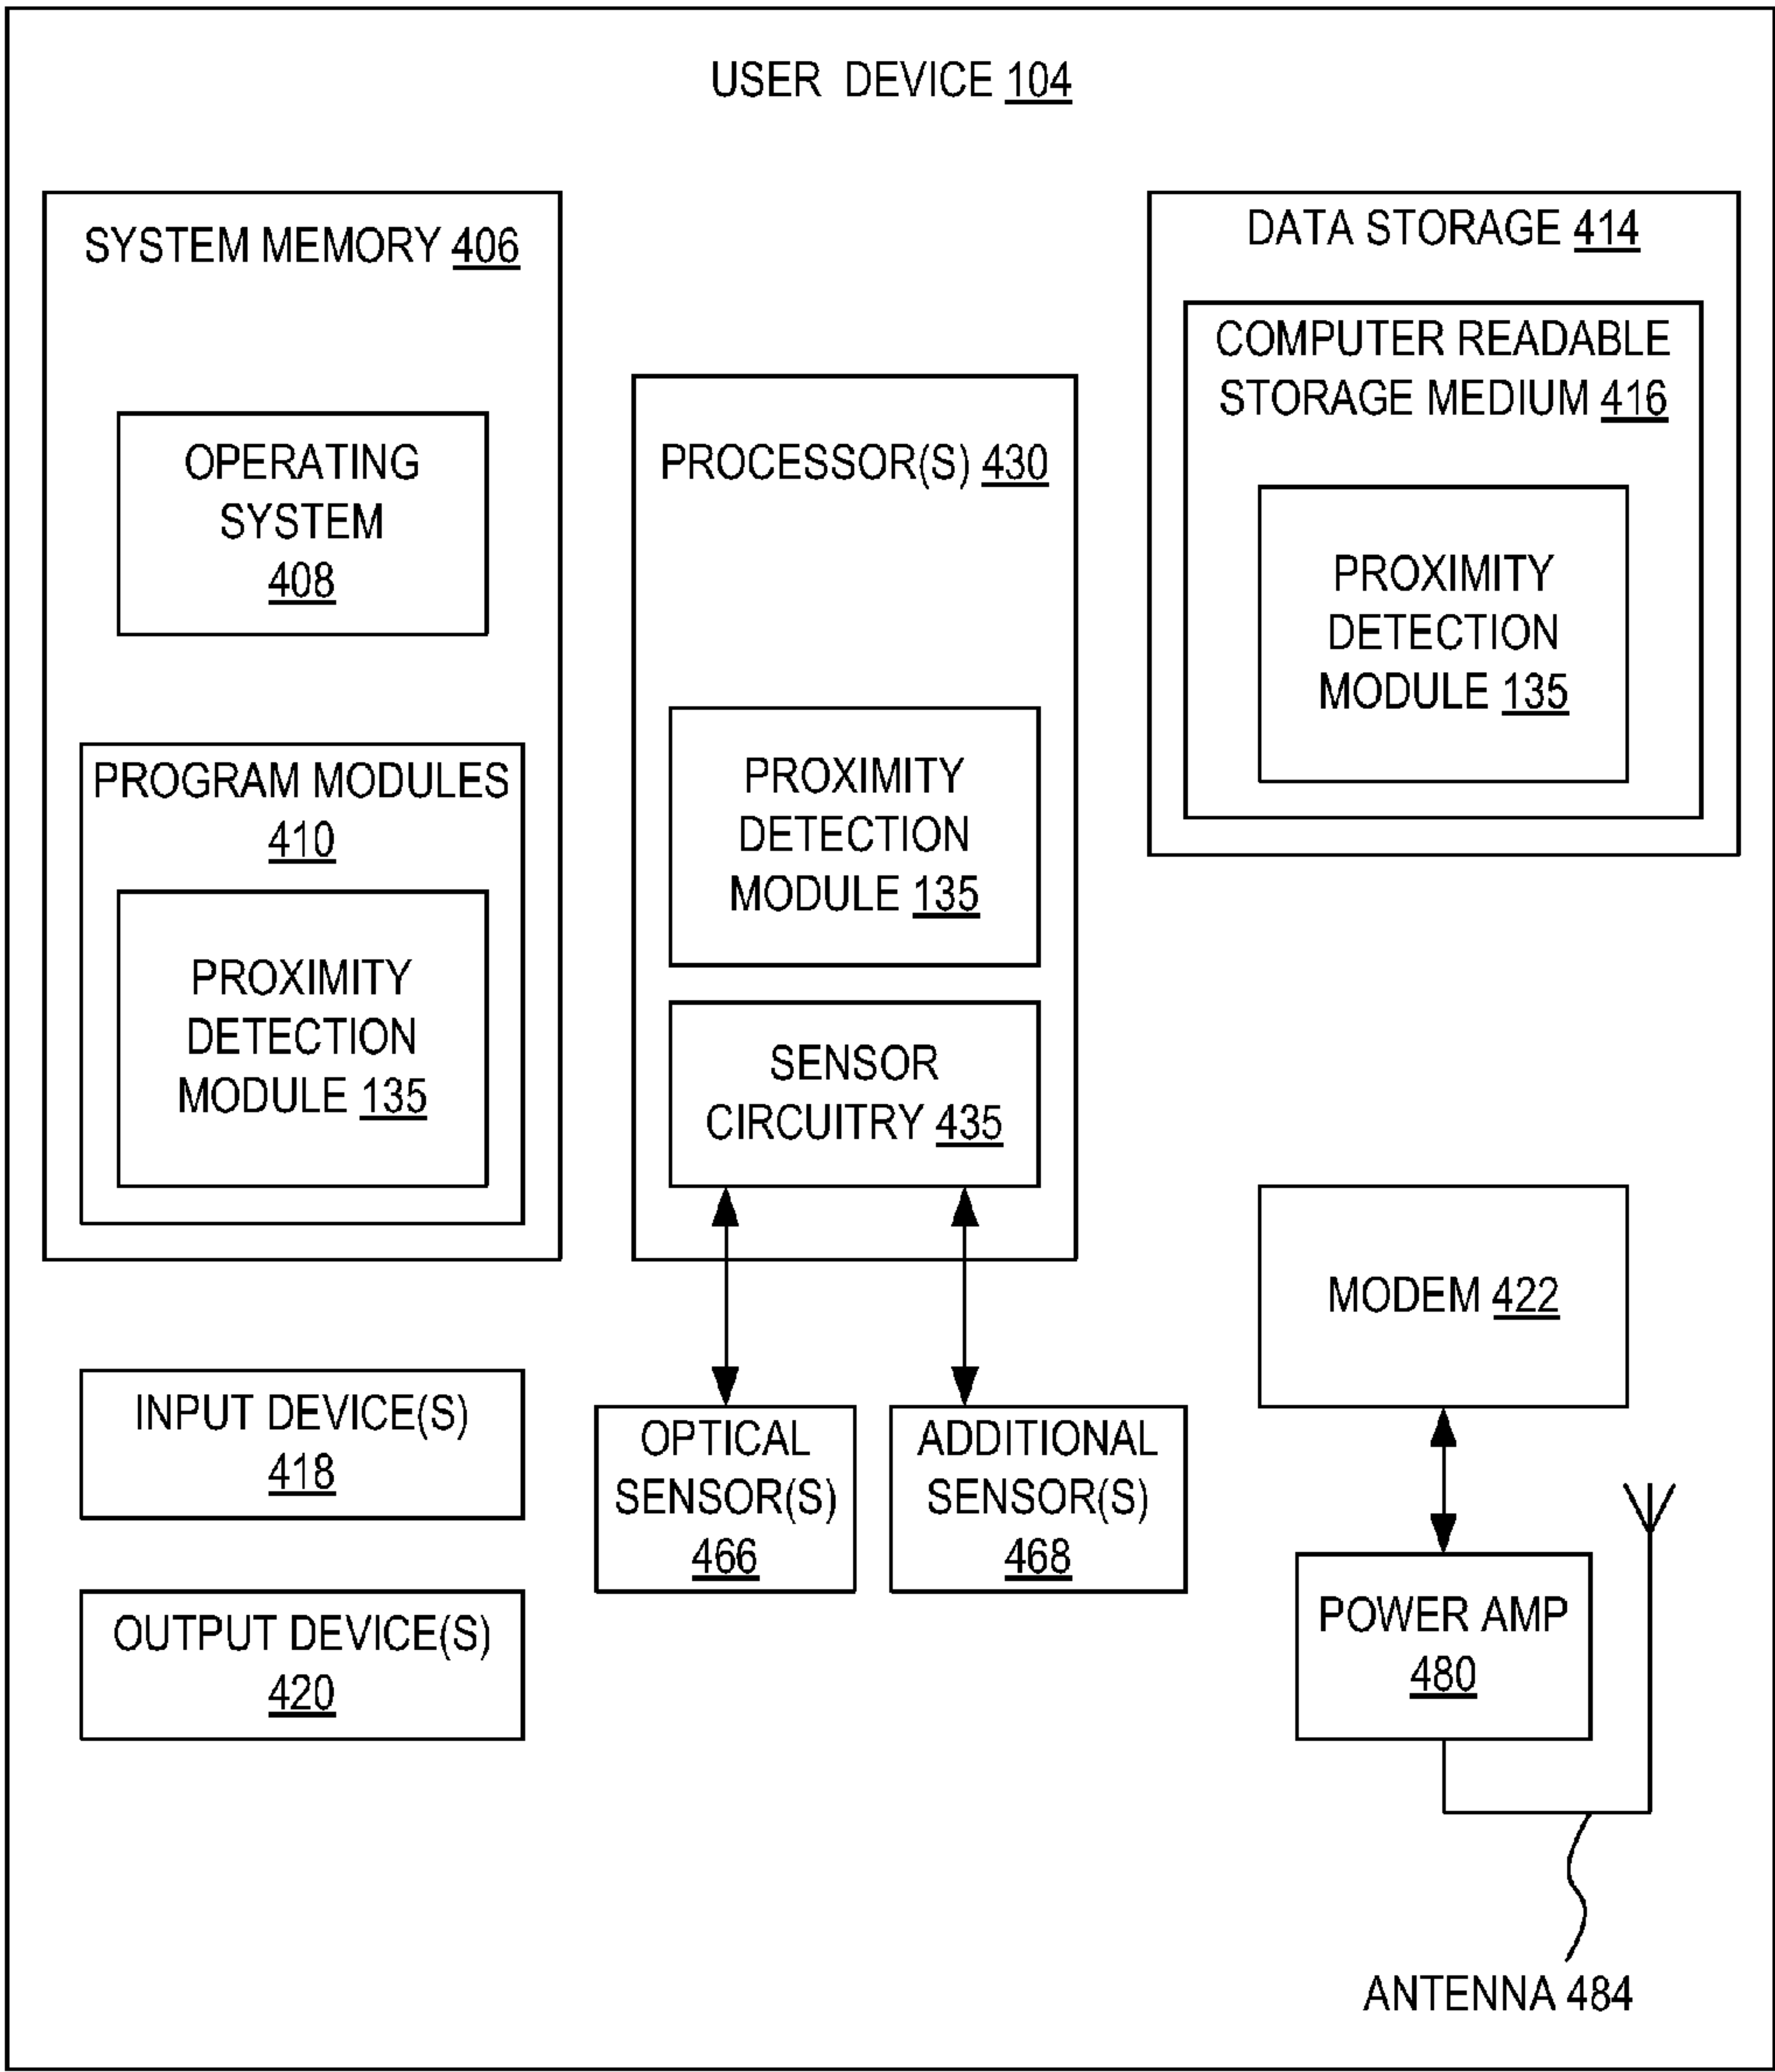 USER DEVICE 104
SYSTEM MEMORY 406
OPERATING
SYSTEM
408
PROGRAM MODULES
410
PROXIMITY
DETECTION
MODULE 135
PROCESSOR(S) 430
PROXIMITY
DETECTION
MODULE 135
SENSOR
CIRCUITRY 435
DATA STORAGE 414
COMPUTER READABLE
STORAGE MEDIUM 416
PROXIMITY
DETECTION
MODULE 135
INPUT DEVICE(S)
418
OUTPUT DEVICE(S)
420
OPTICAL
SENSOR(S)
466
ADDITIONAL
SENSOR(S)
468
MODEM 422
POWER AMP
480
ANTENNA 484